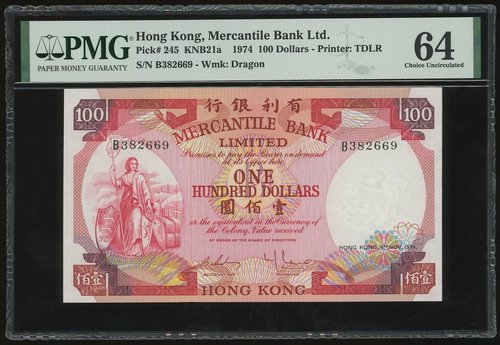 PMG
PAPER MONEY GUARANTY
Hong Kong, Mercantile Bank Ltd.
Pick# 245 KNB21a 1974 100 Dollars - Printer: TDLR
S/N B382669 - Wmk: Dragon
64
Choice Uncirculated
行銀利有
100
MERCANTILE BANK
100
LIMITED
B382669
B382669
Promises to pay the Bearer on demand
at its Office here
ONE
HUNDRED DOLLARS
圓佰壹
or the equivalent in the Currency of
the Colony, Value received
BY ORDER OF THE BOARD OF DIRECTORS
HONG KONG, 4TH NOV. 1974
佰壹
HONG KONG
佰壹